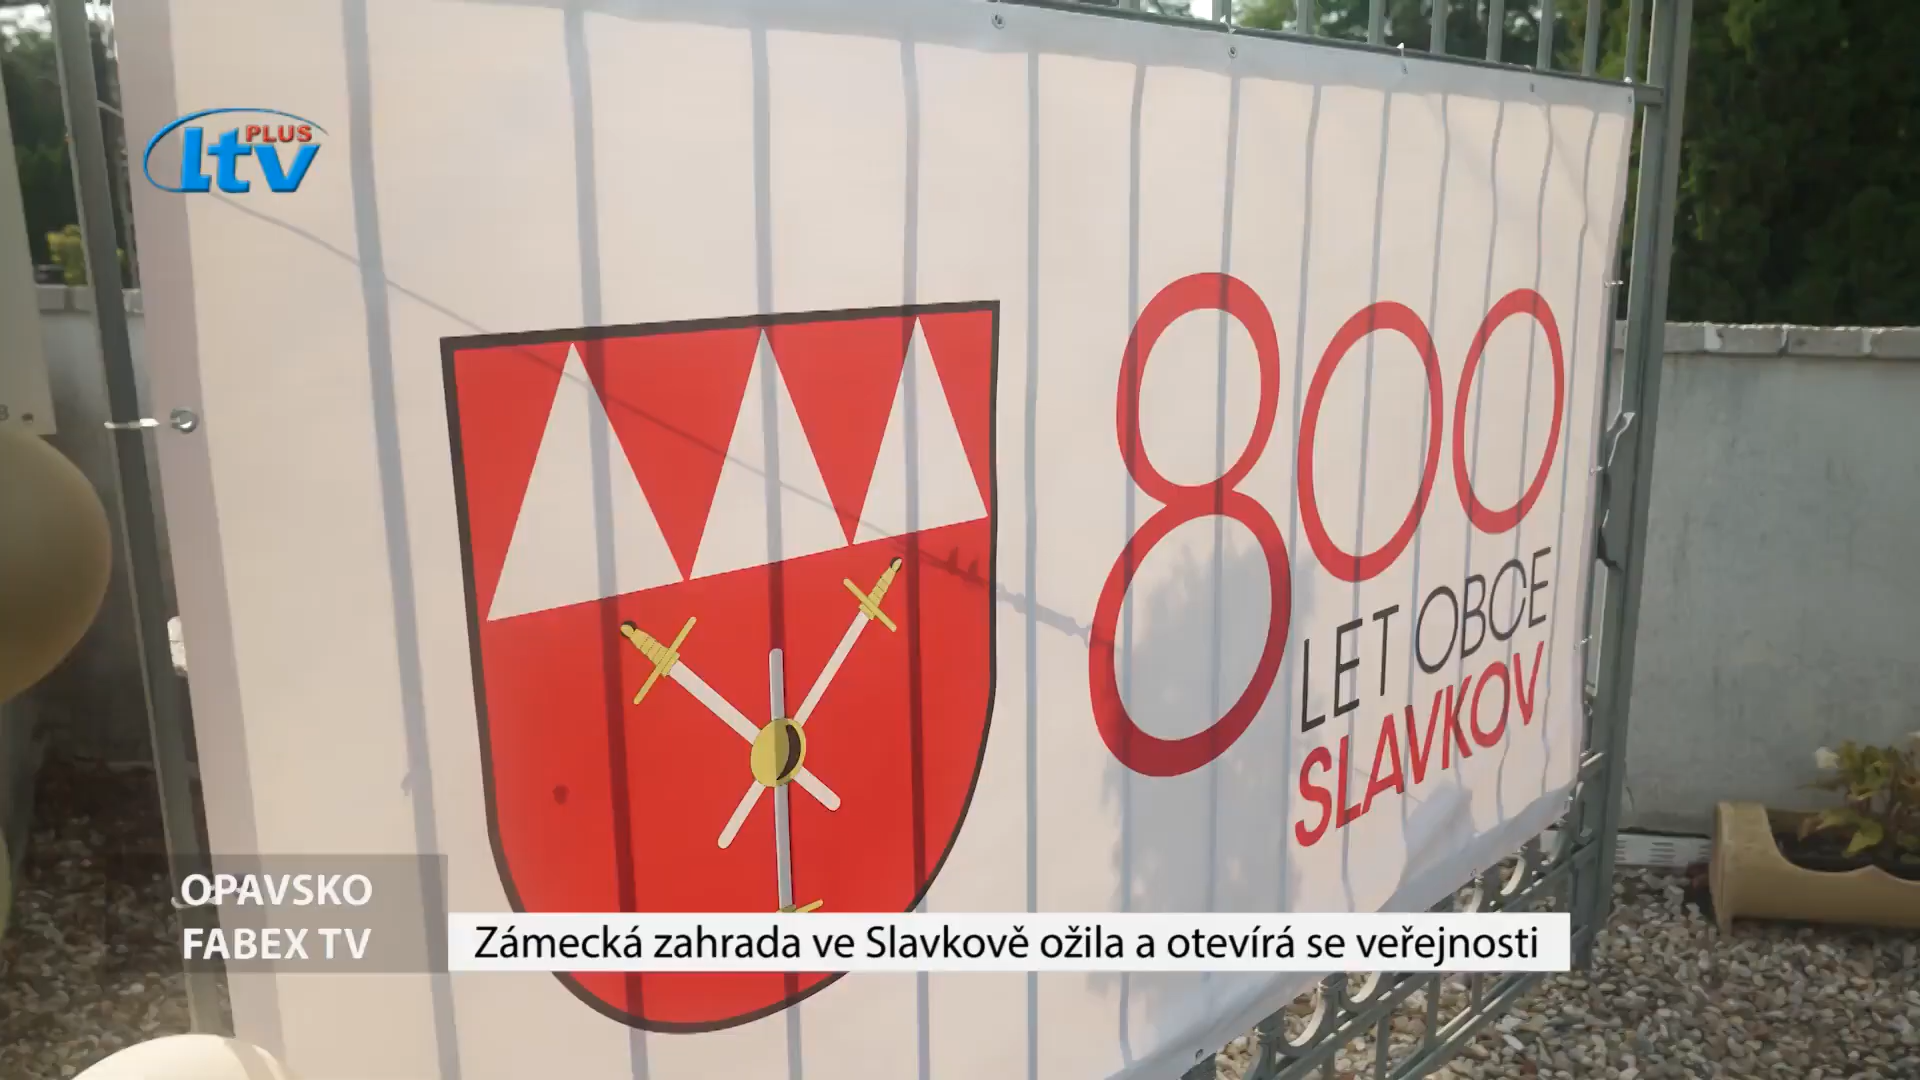 PLUS
ltv
800
LET OBCE
SLAVKOV
OPAVSKO
FABEX TV
Zámecká zahrada ve Slavkově ožila a otevírá se veřejnosti